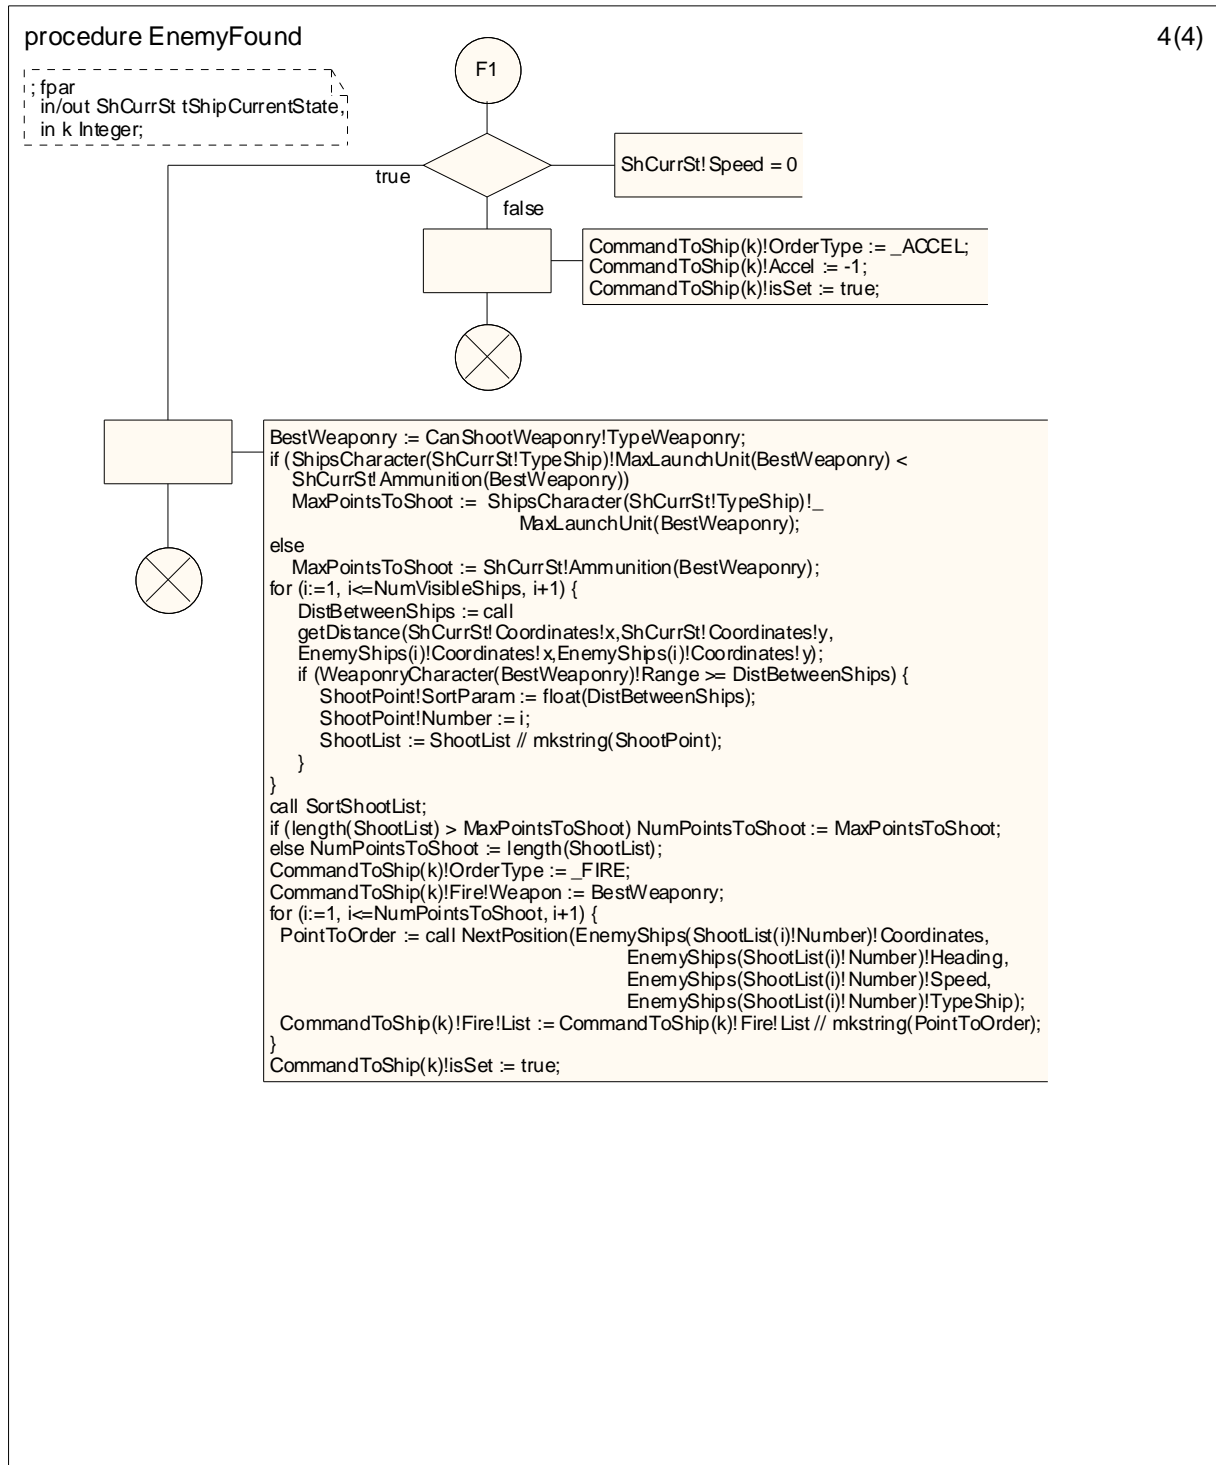 procedure EnemyFound
4(4)
; fpar
in/out ShCurrSt tShipCurrentState,
in k Integer;
F1
ShCurrSt!Speed = 0
true
false
CommandToShip(k)!OrderType := _ACCEL;
CommandToShip(k)!Accel := -1;
CommandToShip(k)!isSet := true;
BestWeaponry := CanShootWeaponry!TypeWeaponry;
if (ShipsCharacter(ShCurrSt!TypeShip)!MaxLaunchUnit(BestWeaponry) <
ShCurrSt!Ammunition(BestWeaponry))
MaxPointsToShoot := ShipsCharacter(ShCurrSt!TypeShip)!_
MaxLaunchUnit(BestWeaponry);
else
MaxPointsToShoot := ShCurrSt!Ammunition(BestWeaponry);
for (i:=1, i<=NumVisibleShips, i+1) {
DistBetweenShips := call
getDistance(ShCurrSt!Coordinates!x,ShCurrSt!Coordinates!y,
EnemyShips(i)!Coordinates!x,EnemyShips(i)!Coordinates!y);
if (WeaponryCharacter(BestWeaponry)!Range >= DistBetweenShips) {
ShootPoint!SortParam := float(DistBetweenShips);
ShootPoint!Number := i;
ShootList := ShootList // mkstring(ShootPoint);
}
}
call SortShootList;
if (length(ShootList) > MaxPointsToShoot) NumPointsToShoot := MaxPointsToShoot;
else NumPointsToShoot := length(ShootList);
CommandToShip(k)!OrderType := _FIRE;
CommandToShip(k)!Fire!Weapon := BestWeaponry;
for (i:=1, i<=NumPointsToShoot, i+1) {
PointToOrder := call NextPosition(EnemyShips(ShootList(i)!Number)!Coordinates,
EnemyShips(ShootList(i)!Number)!Heading,
EnemyShips(ShootList(i)!Number)!Speed,
EnemyShips(ShootList(i)!Number)!TypeShip);
CommandToShip(k)!Fire!List := CommandToShip(k)!Fire!List // mkstring(PointToOrder);
}
CommandToShip(k)!isSet := true;